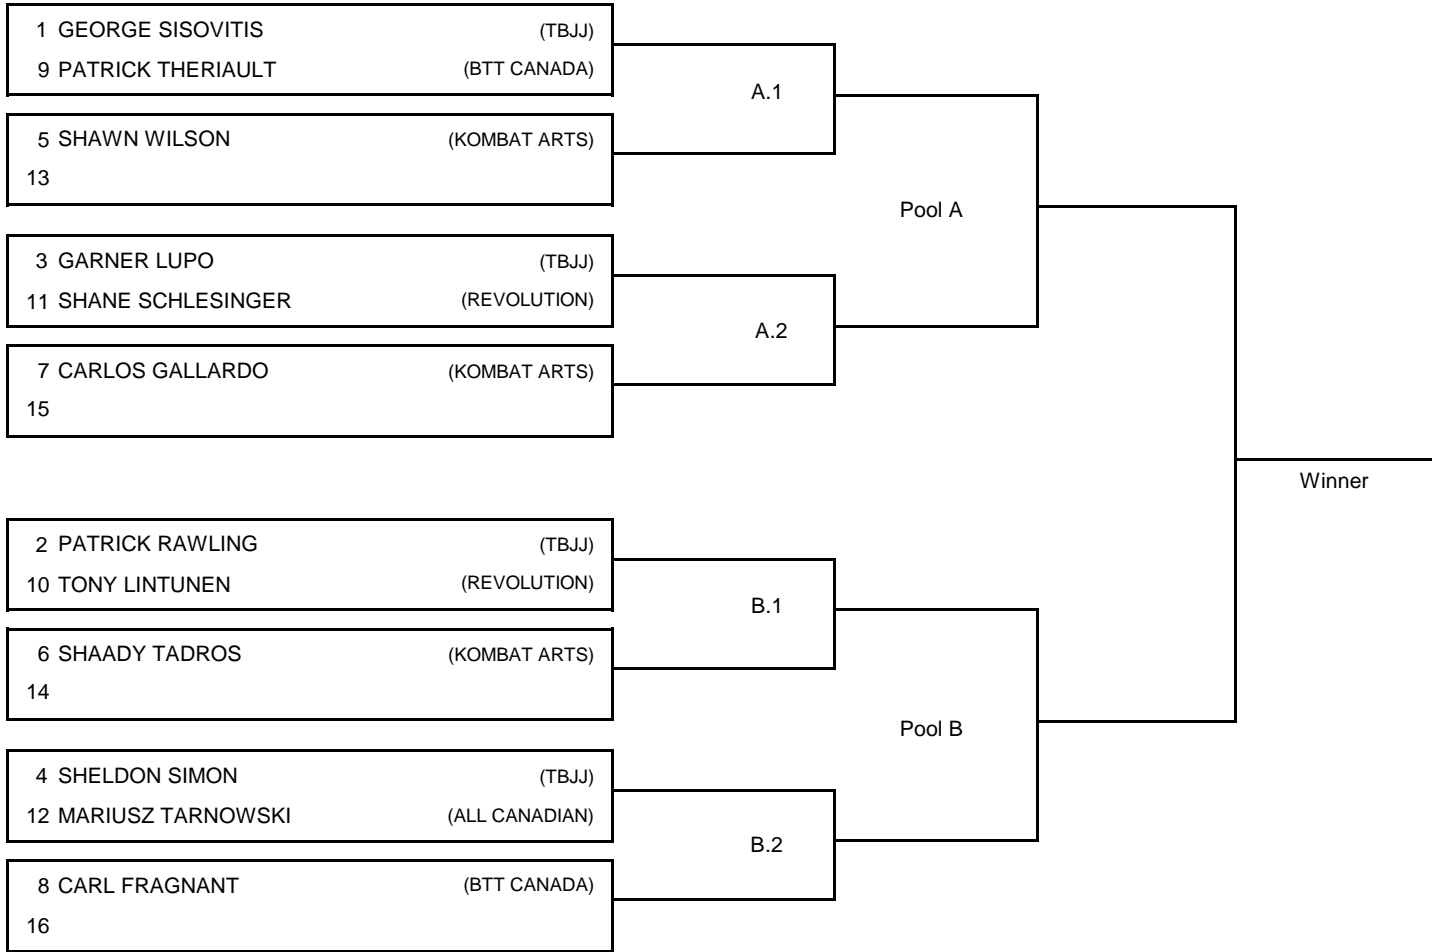 1 GEORGE SISOVITIS (TBJJ)
9 PATRICK THERIAULT (BTT CANADA)
A.1
5 SHAWN WILSON (KOMBAT ARTS)
13
Pool A
3 GARNER LUPO (TBJJ)
11 SHANE SCHLESINGER (REVOLUTION)
A.2
7 CARLOS GALLARDO (KOMBAT ARTS)
15
Winner
2 PATRICK RAWLING (TBJJ)
10 TONY LINTUNEN (REVOLUTION)
B.1
6 SHAADY TADROS (KOMBAT ARTS)
14
Pool B
4 SHELDON SIMON (TBJJ)
12 MARIUSZ TARNOWSKI (ALL CANADIAN)
B.2
8 CARL FRAGNANT (BTT CANADA)
16